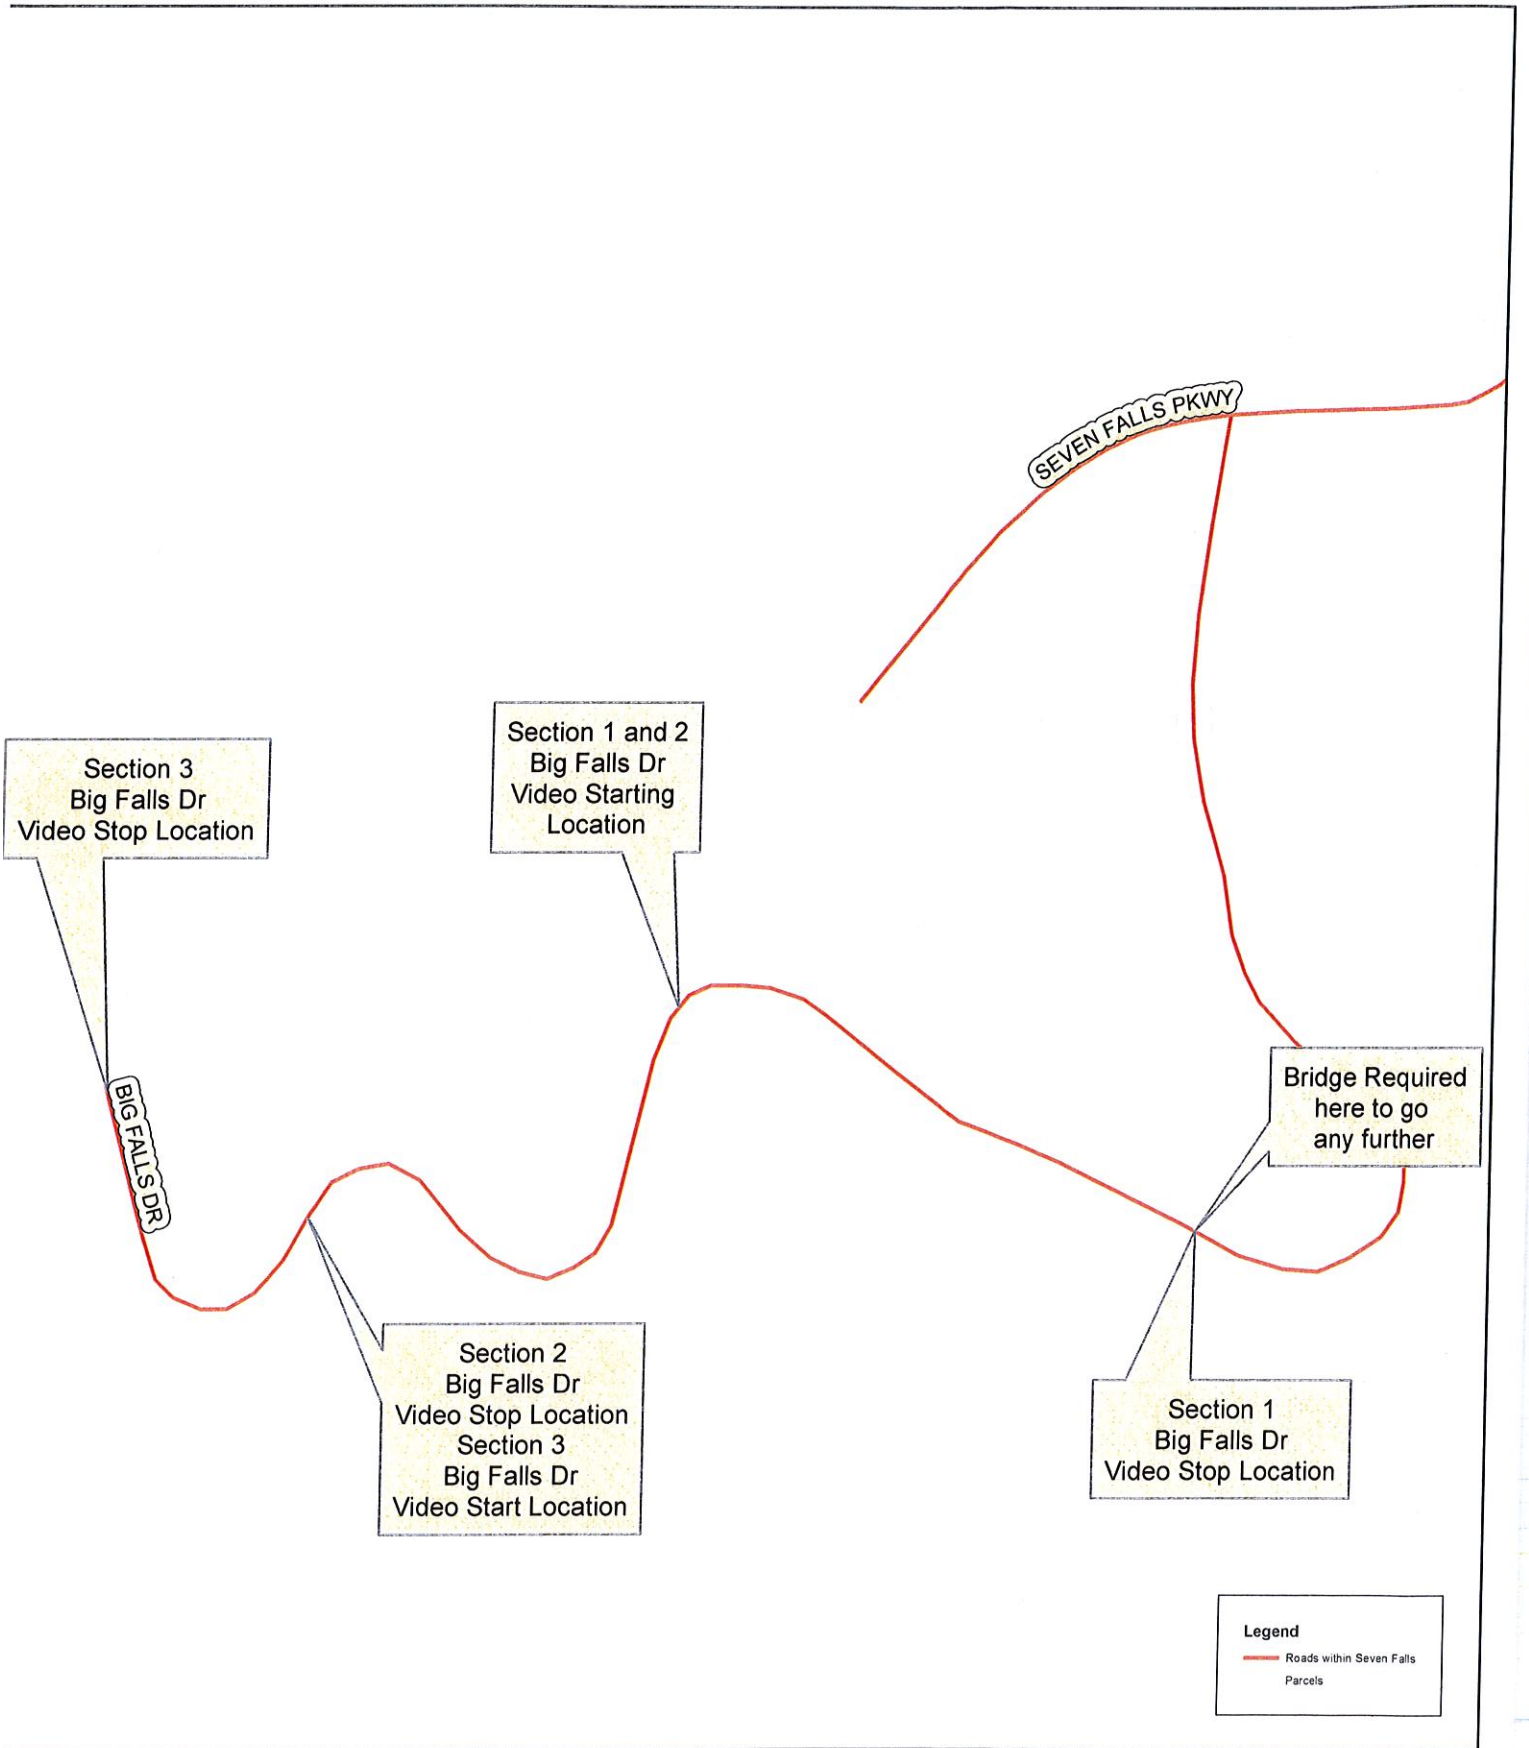 SEVEN FALLS PKWY
Section 1 and 2
Big Falls Dr
Video Starting
Location
Section 3
Big Falls Dr
Video Stop Location
BIG FALLS DR
Bridge Required
here to go
any further
Section 2
Big Falls Dr
Video Stop Location
Section 3
Big Falls Dr
Video Start Location
Section 1
Big Falls Dr
Video Stop Location
Legend
Roads within Seven Falls
Parcels